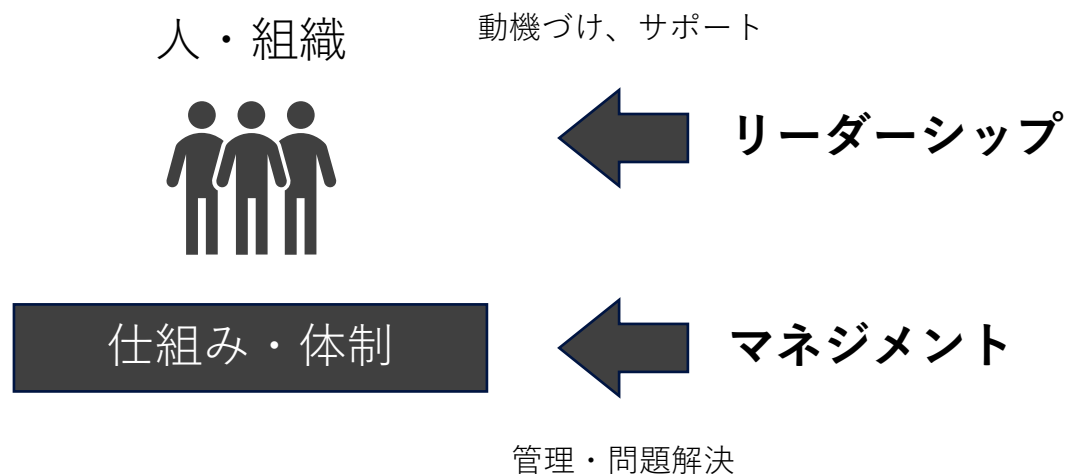 人・組織
動機づけ、サポート
リーダーシップ
仕組み・体制
マネジメント
管理・問題解決